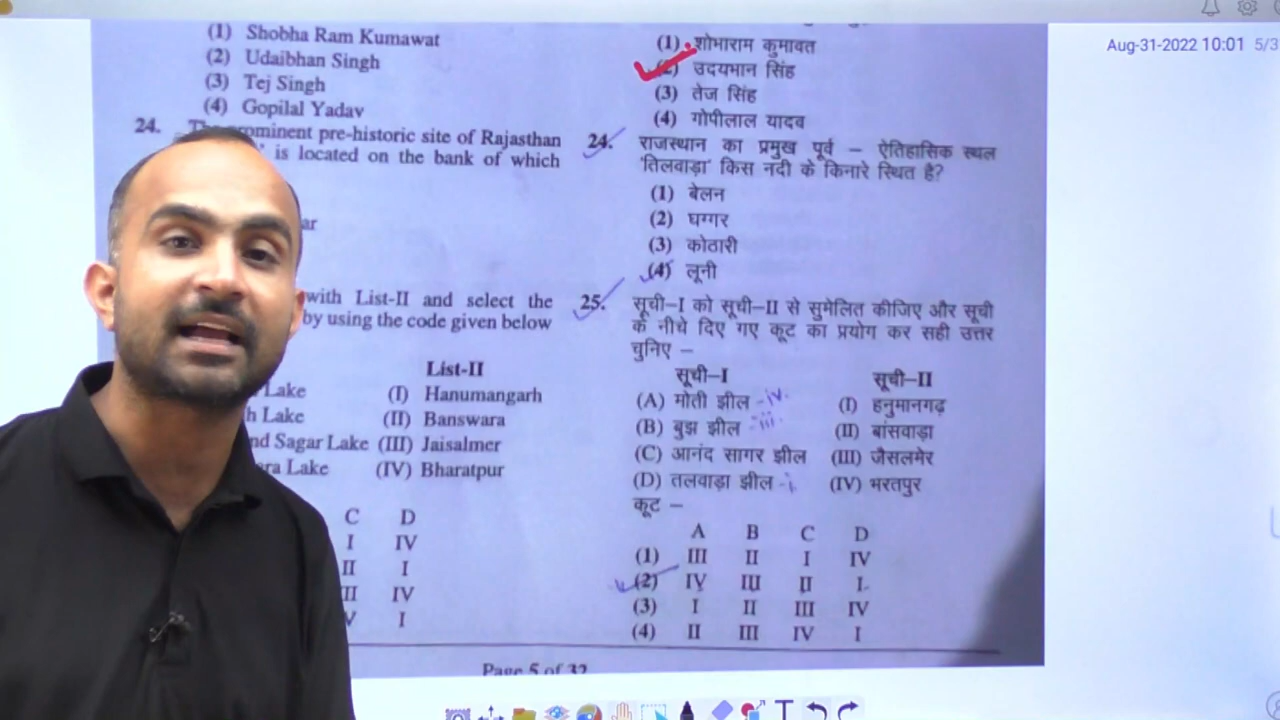 Aug-31-2022 10:01 5/3
(1) Shobha Ram Kumawat
(2) Udaibhan Singh
(3) Tej Singh
(4) Gopilal Yadav
24. prominent pre-historic site of Rajasthan
is located on the bank of which
with List-II and select the
by using the code given below
List-II
Lake (I) Hanumangarh
Lake (II) Banswara
Sagar Lake (III) Jaisalmer
Lake (IV) Bharatpur
C D
I IV
II I
IV
I
(1) शोभाराम कुमावत
(2) उदयभान सिंह
(3) तेज सिंह
(4) गोपीलाल यादव
24. राजस्थान का प्रमुख पूर्व – ऐतिहासिक स्थल
'तिलवाड़ा' किस नदी के किनारे स्थित है?
(1) बेलन
(2) घग्गर
(3) कोठारी
(4) लूनी
25. सूची–I को सूची–II से सुमेलित कीजिए और सूची
के नीचे दिए गए कूट का प्रयोग कर सही उत्तर
चुनिए –
सूची–I सूची–II
(A) मोती झील - iv. (I) हनुमानगढ़
(B) बुझ झील - iii. (II) बांसवाड़ा
(C) आनंद सागर झील (III) जैसलमेर
(D) तलवाड़ा झील - i. (IV) भरतपुर
कूट –
A B C D
(1) III II I IV
(2) IV III II I
(3) I II III IV
(4) II III IV I
Page 5 of 32